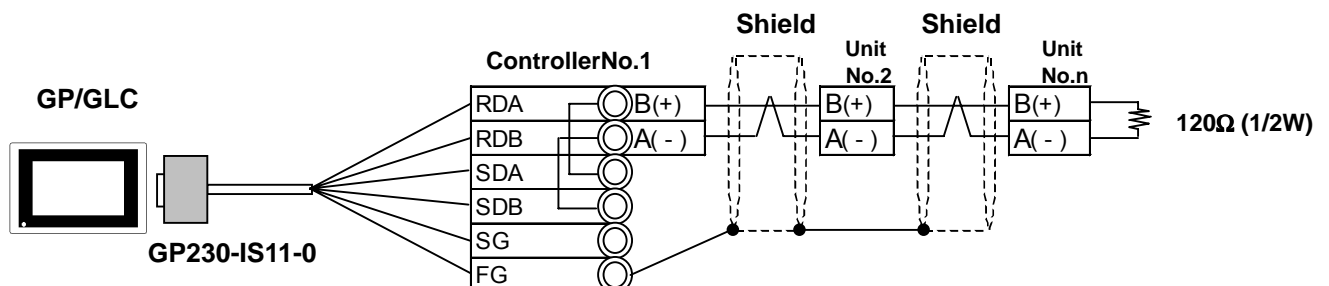 Shield
Shield
ControllerNo.1
Unit
No.2
Unit
No.n
GP/GLC
RDA
RDB
SDA
SDB
SG
FG
B(+)
A( - )
B(+)
A( - )
B(+)
A( - )
120Ω (1/2W)
GP230-IS11-0